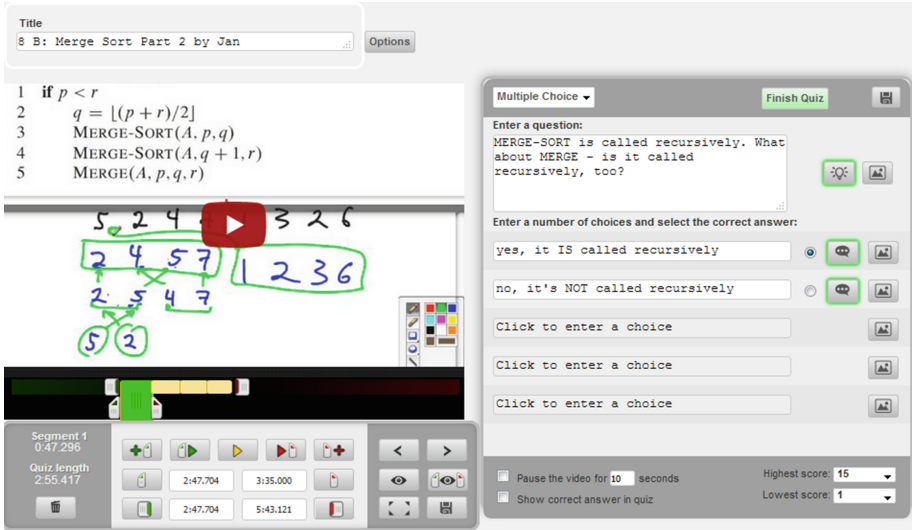 Title
8 B: Merge Sort Part 2 by Jan
Options
1 if p < r
2 q = ⌊(p + r)/2⌋
3 MERGE-SORT(A, p, q)
4 MERGE-SORT(A, q + 1, r)
5 MERGE(A, p, q, r)
5 2 4 3 2 6
2 4 5 7 1 2 3 6
2 5 4 7
5 2
Segment 1
0:47.296
Quiz length
2:55.417
2:47.704 3:35.000
2:47.704 5:43.121
Multiple Choice
Finish Quiz
Enter a question:
MERGE-SORT is called recursively. What
about MERGE - is it called
recursively, too?
Enter a number of choices and select the correct answer:
yes, it IS called recursively
no, it's NOT called recursively
Click to enter a choice
Click to enter a choice
Click to enter a choice
Pause the video for 10 seconds
Show correct answer in quiz
Highest score: 15
Lowest score: 1